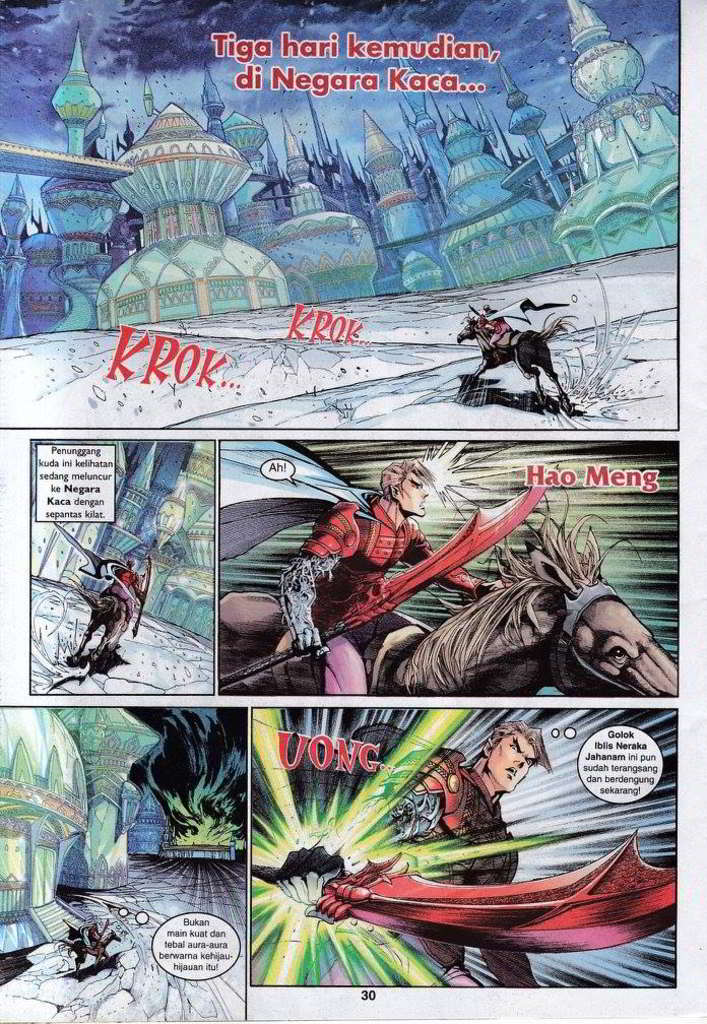 Tiga hari kemudian,
di Negara Kaca...
KROK...
KROK...
Penunggang
kuda ini kelihatan
sedang meluncur
ke Negara
Kaca dengan
sepantas kilat.
Ah!
Hao Meng
Bukan
main kuat dan
tebal aura-aura
berwarna kehijau-
hijauan itu!
UONG...
Golok
Iblis Neraka
Jahanam ini pun
sudah terangsang
dan berdengung
sekarang!
30